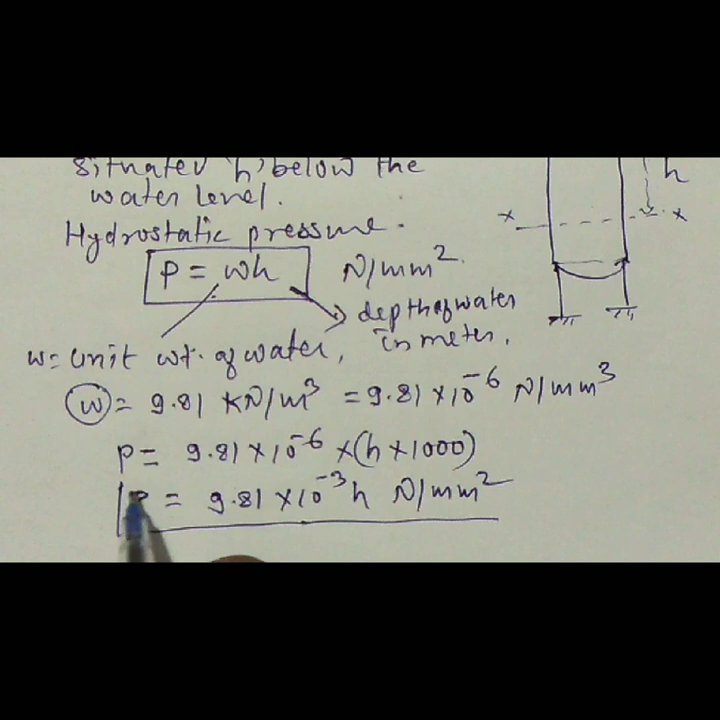 situated 'h' below the
water level.
Hydrostatic pressure.
P = wh N/mm²
depth of water
in meter.
w = unit wt. of water,
w = 9.81 KN/m³ = 9.81 × 10⁻⁶ N/mm³
P = 9.81 × 10⁻⁶ × (h × 1000)
P = 9.81 × 10⁻³ h N/mm²
h
x x